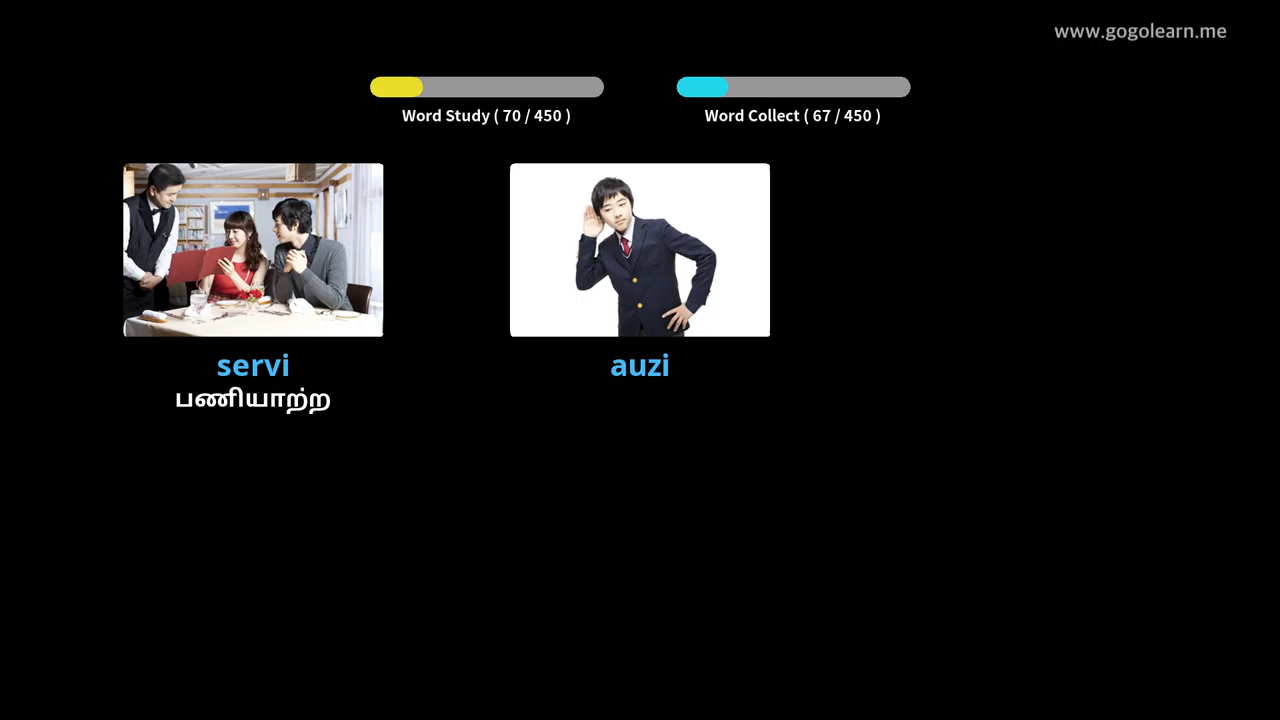 www.gogolearn.me
Word Study ( 70 / 450 )
Word Collect ( 67 / 450 )
servi
பணியாற்ற
auzi